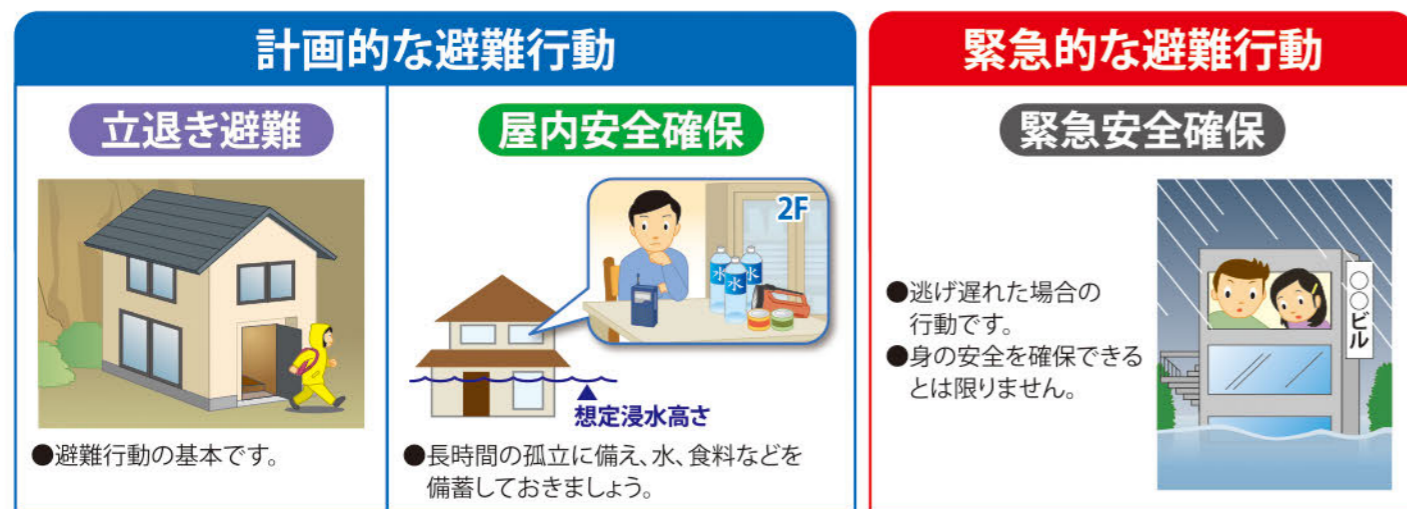 計画的な避難行動
立退き避難
●避難行動の基本です。
屋内安全確保
2F
水
水
水
想定浸水高さ
●長時間の孤立に備え、水、食料などを
備蓄しておきましょう。
緊急的な避難行動
緊急安全確保
●逃げ遅れた場合の
行動です。
●身の安全を確保できる
とは限りません。
○○ビル